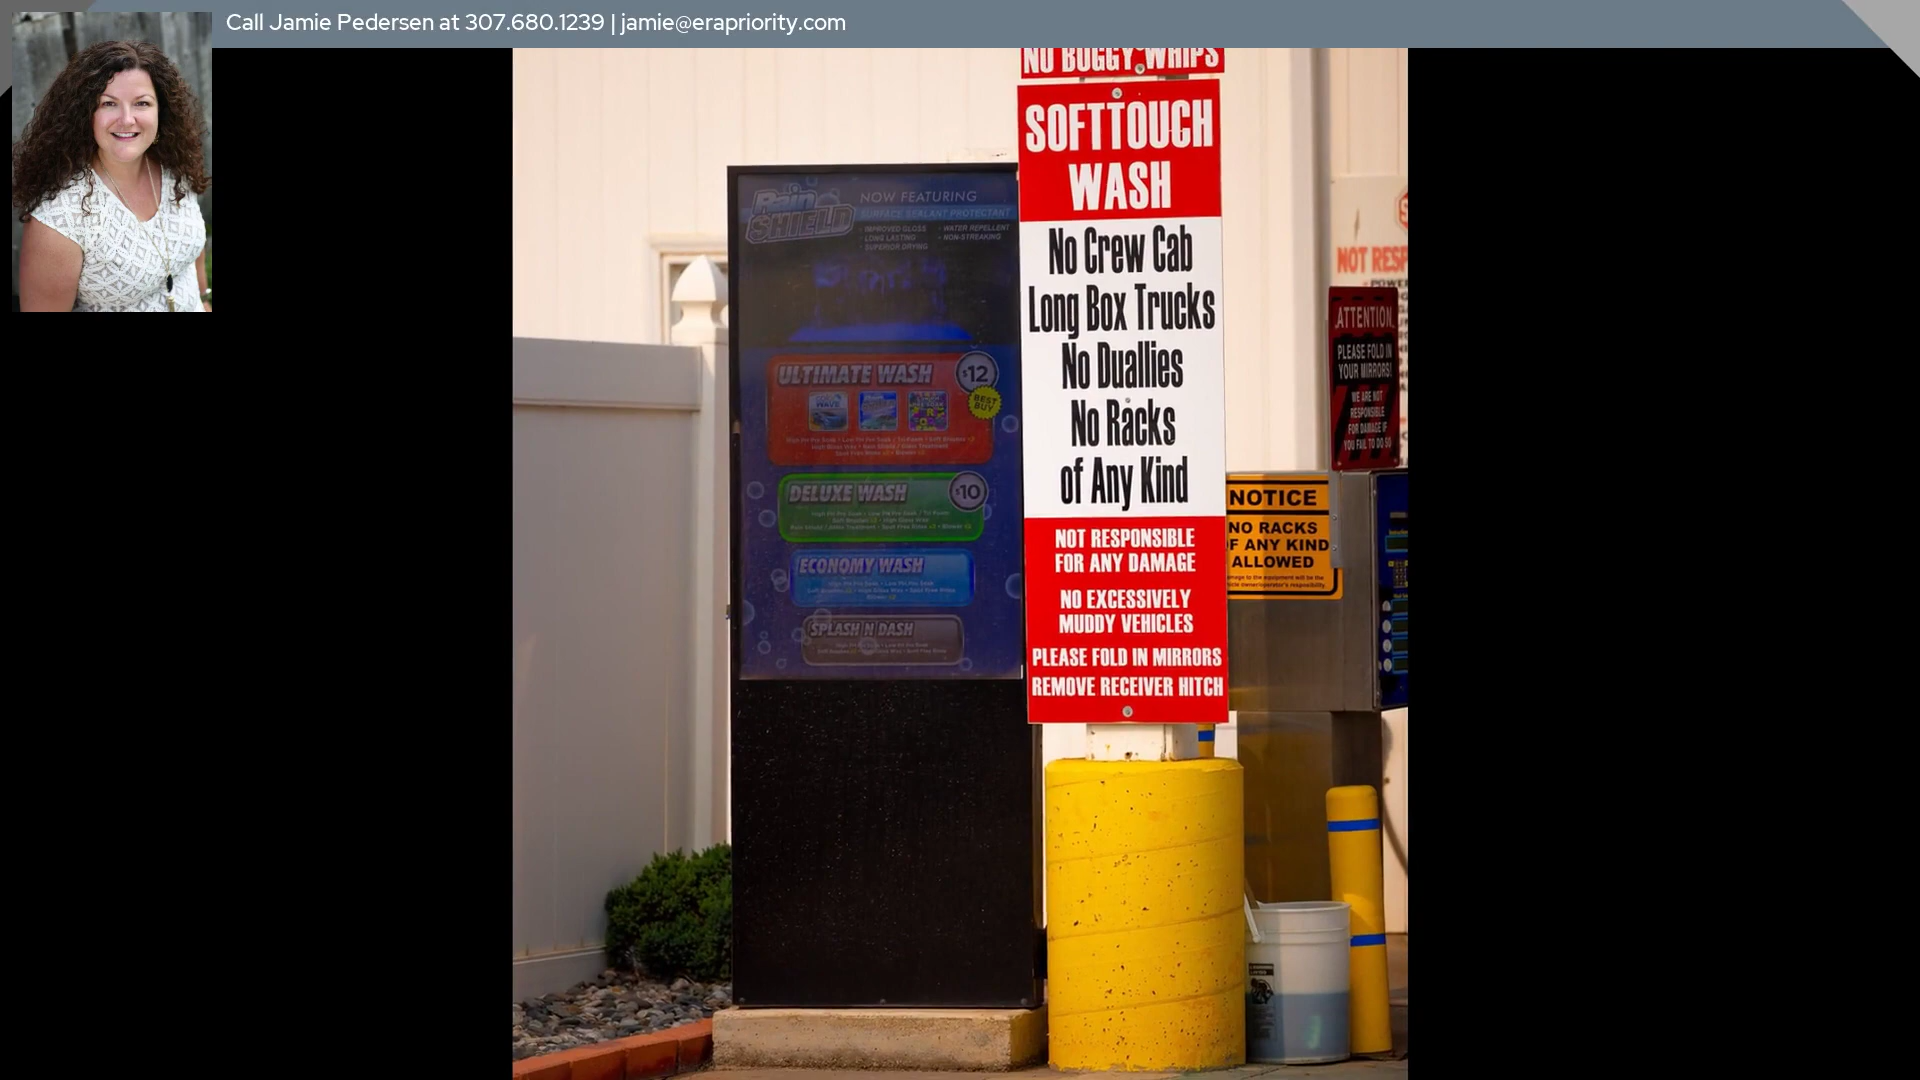 Call Jamie Pedersen at 307.680.1239 | jamie@erapriority.com
NO BUGGY WHIPS
SOFTTOUCH
WASH
No Crew Cab
Long Box Trucks
No Duallies
No Racks
of Any Kind
NOT RESPONSIBLE
FOR ANY DAMAGE
NO EXCESSIVELY
MUDDY VEHICLES
PLEASE FOLD IN MIRRORS
REMOVE RECEIVER HITCH
Rain
SHIELD
NOW FEATURING
SURFACE SEALANT PROTECTANT
· IMPROVED GLOSS
· LONG LASTING
· SUPERIOR DRYING
· WATER REPELLENT
· NON-STREAKING
ULTIMATE WASH
$12
BEST
BUY
DELUXE WASH
$10
ECONOMY WASH
SPLASH N DASH
NOT RESP
ATTENTION
PLEASE FOLD IN
YOUR MIRRORS!
WE ARE NOT
RESPONSIBLE
FOR DAMAGE IF
YOU FAIL TO DO SO
NOTICE
NO RACKS
OF ANY KIND
ALLOWED